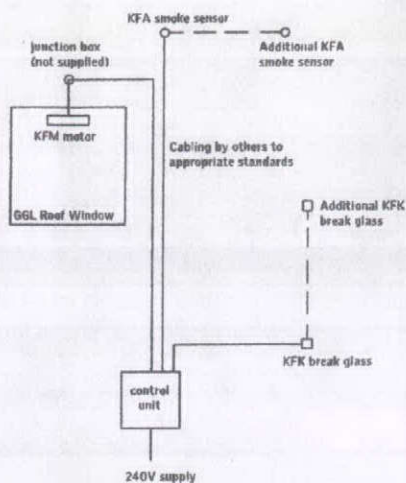 KFA smoke sensor
junction box
(not supplied)
Additional KFA
smoke sensor
KFM motor
Cabling by others to
appropriate standards
GGL Roof Window
Additional KFK
break glass
KFK break glass
control
unit
240V supply